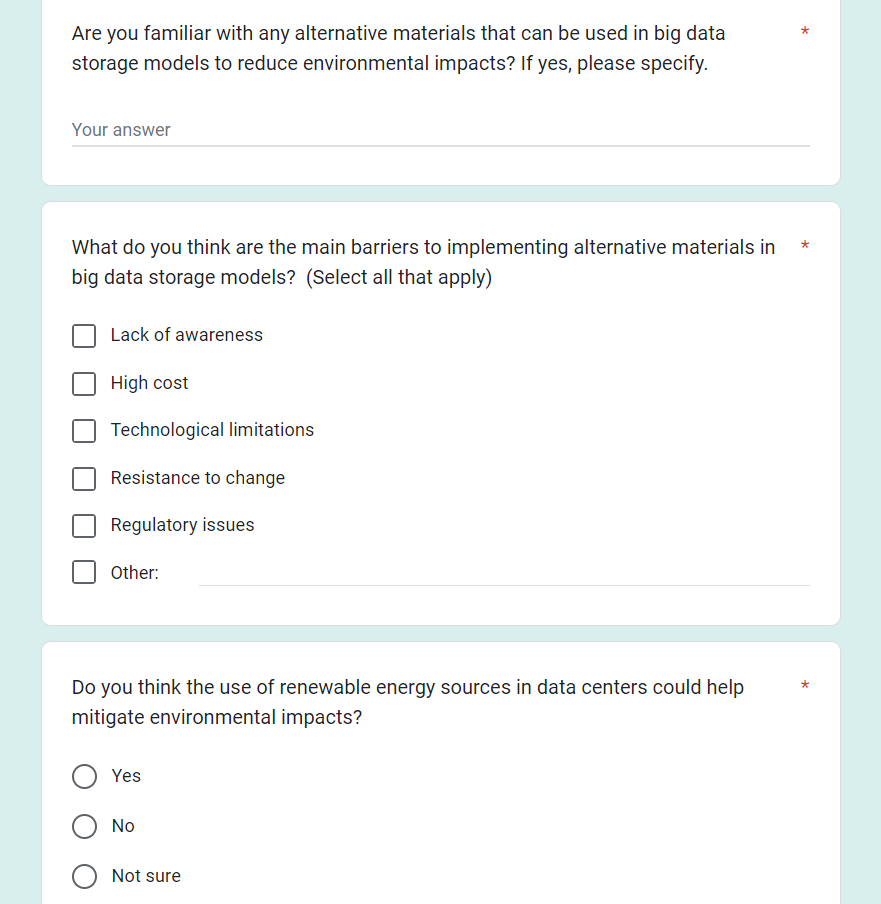 Are you familiar with any alternative materials that can be used in big data *
storage models to reduce environmental impacts? If yes, please specify.
Your answer
What do you think are the main barriers to implementing alternative materials in *
big data storage models?  (Select all that apply)
Lack of awareness
High cost
Technological limitations
Resistance to change
Regulatory issues
Other:
Do you think the use of renewable energy sources in data centers could help *
mitigate environmental impacts?
Yes
No
Not sure